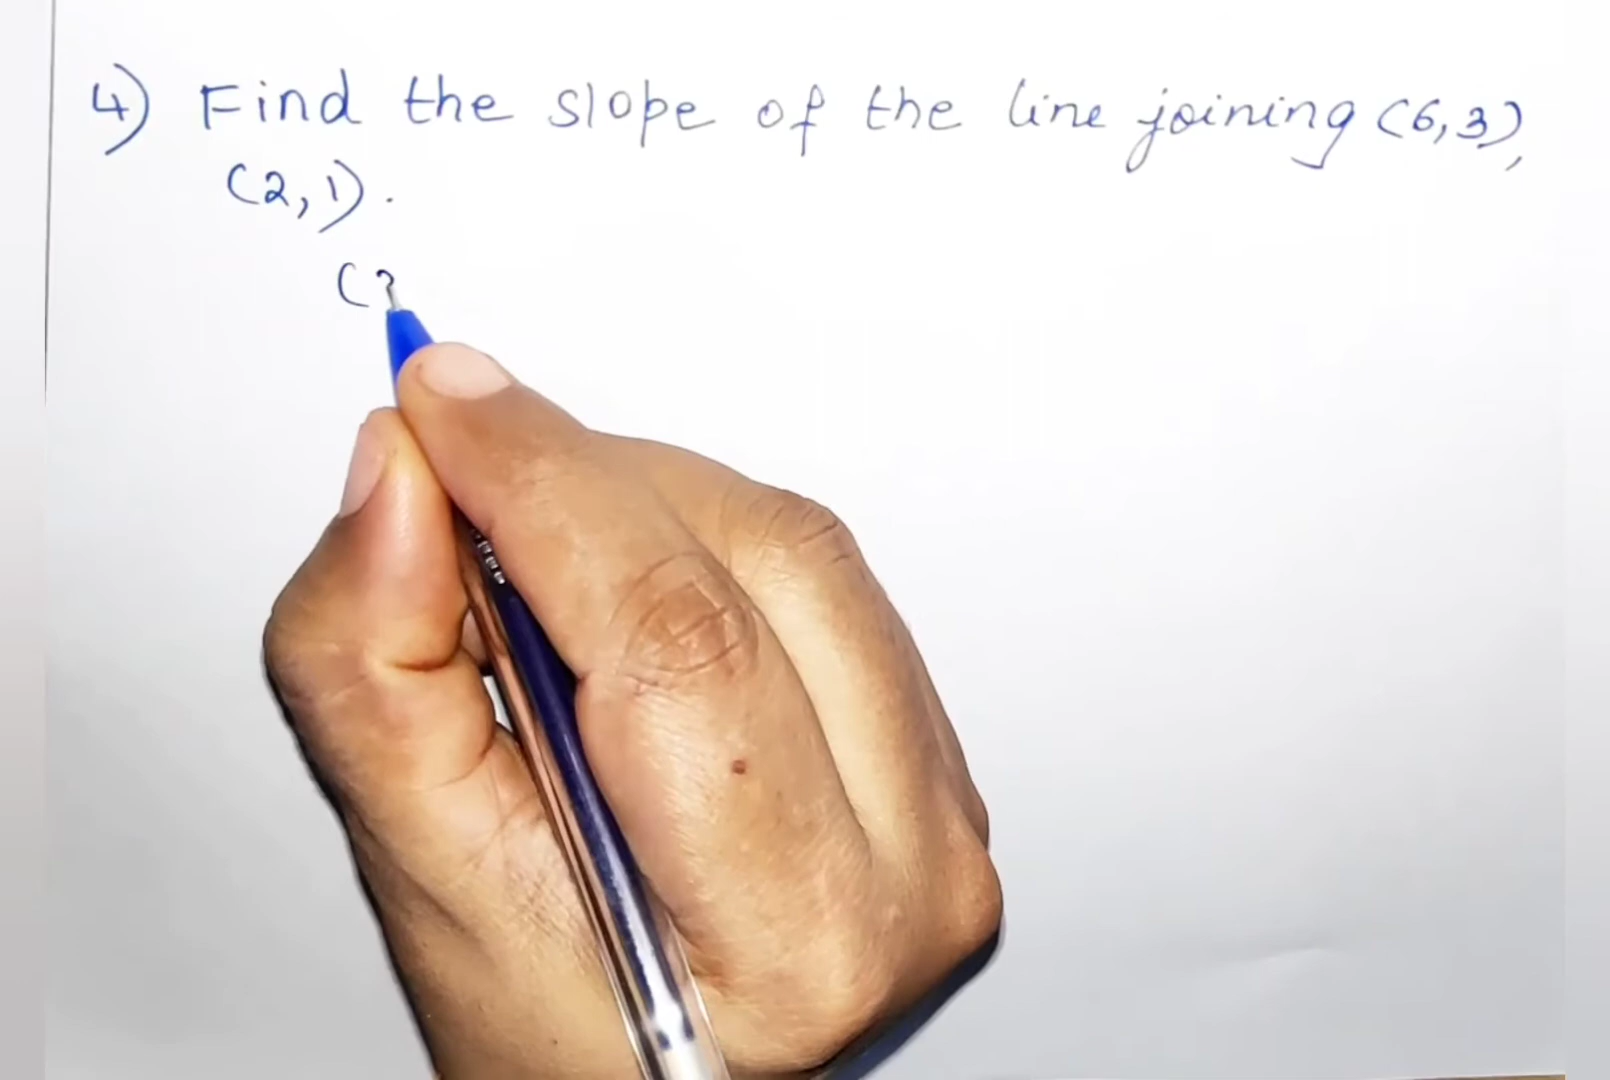 4) Find the slope of the line joining (6,3),
(2,1).
(